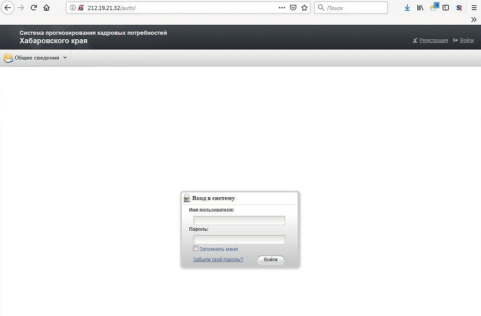 212.19.21.32/auth/
Поиск
Система прогнозирования кадровых потребностей
Хабаровского края
Регистрация Войти
Общие сведения
Вход в систему
Имя пользователя:
Пароль:
Запомнить меня
Забыли свой пароль?
Войти